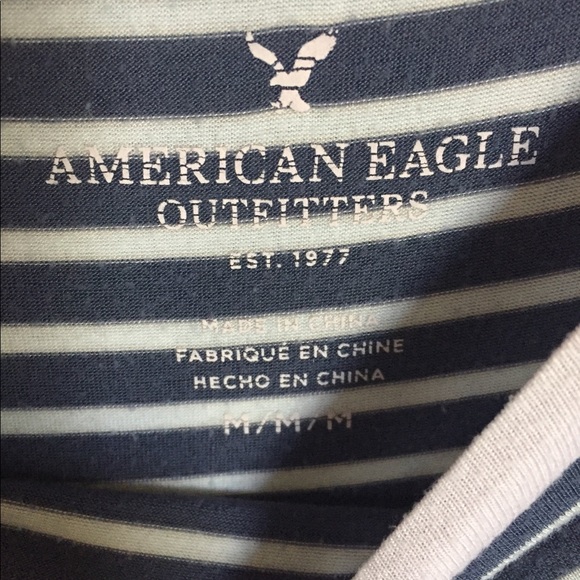 AMERICAN EAGLE
OUTFITTERS
EST. 1977
MADE IN CHINA
FABRIQUÉ EN CHINE
HECHO EN CHINA
M/M/M